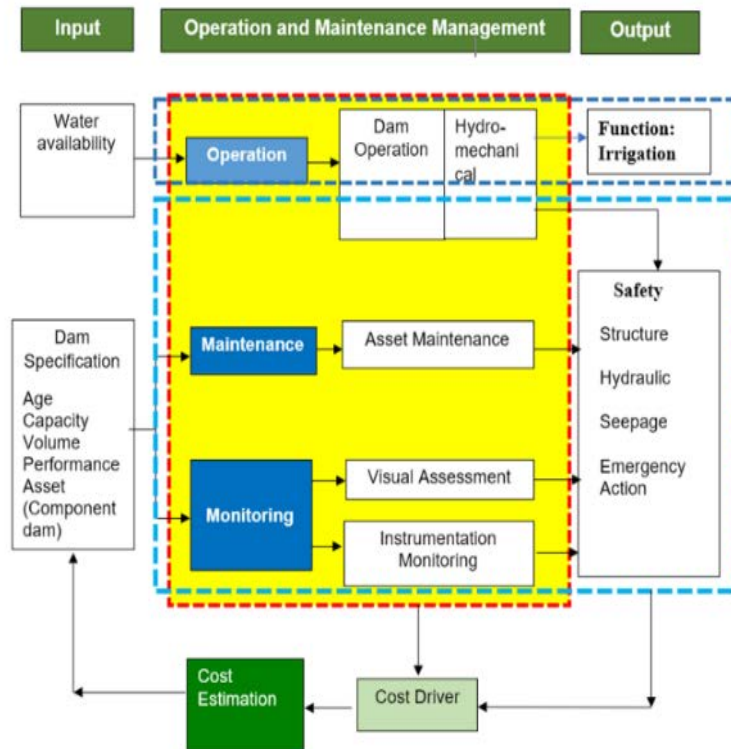 Input
Operation and Maintenance Management
Output
Water
availability
Operation
Dam
Operation
Hydro-
mechani
cal
Function:
Irrigation
Dam
Specification
Age
Capacity
Volume
Performance
Asset
(Component
dam)
Maintenance
Asset Maintenance
Monitoring
Visual Assessment
Instrumentation
Monitoring
Safety
Structure
Hydraulic
Seepage
Emergency
Action
Cost
Estimation
Cost Driver